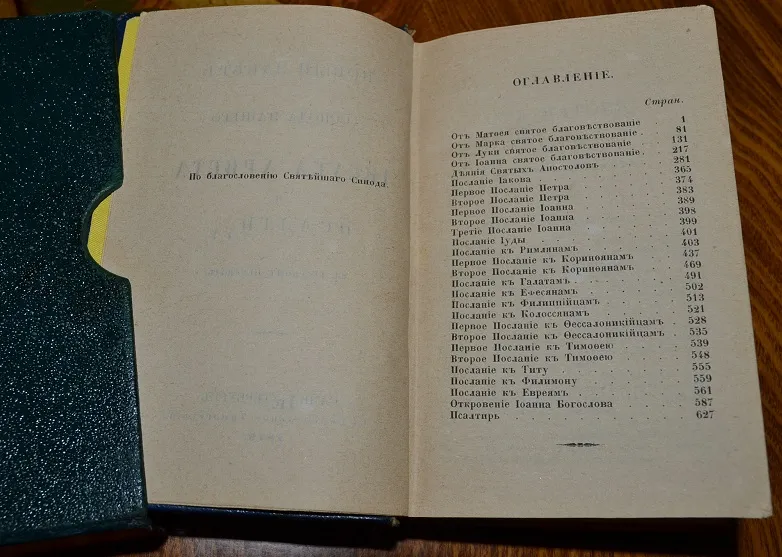 По благословенію Святѣйшаго Синода.
ОГЛАВЛЕНІЕ.
Стран.
Отъ Матѳея святое благовѣствованіе . 1
Отъ Марка святое благовѣствованіе . . 81
Отъ Луки святое благовѣствованіе . . 131
Отъ Іоанна святое благовѣствованіе . . 217
Дѣянія Святыхъ Апостоловъ . . . 281
Посланіе Іакова . . . . . . 365
Первое Посланіе Петра . . . . . 374
Второе Посланіе Петра . . . . . 383
Первое Посланіе Іоанна . . . . . 389
Второе Посланіе Іоанна . . . . . 398
Третіе Посланіе Іоанна . . . . . 399
Посланіе Іуды . . . . . . 401
Посланіе къ Римлянамъ . . . . . 403
Первое Посланіе къ Коринѳянамъ . . 437
Второе Посланіе къ Коринѳянамъ . . 469
Посланіе къ Галатамъ . . . . . 491
Посланіе къ Ефесянамъ . . . . . 502
Посланіе къ Филиппійцамъ . . . . 513
Посланіе къ Колоссянамъ . . . . 521
Первое Посланіе къ Ѳессалоникійцамъ . . 528
Второе Посланіе къ Ѳессалоникійцамъ . . 535
Первое Посланіе къ Тимоѳею . . . 539
Второе Посланіе къ Тимоѳею . . . 548
Посланіе къ Титу . . . . . . 555
Посланіе къ Филимону . . . . . 559
Посланіе къ Евреямъ . . . . . 561
Откровеніе Іоанна Богослова . . . 587
Псалтирь . . . . . . . 627